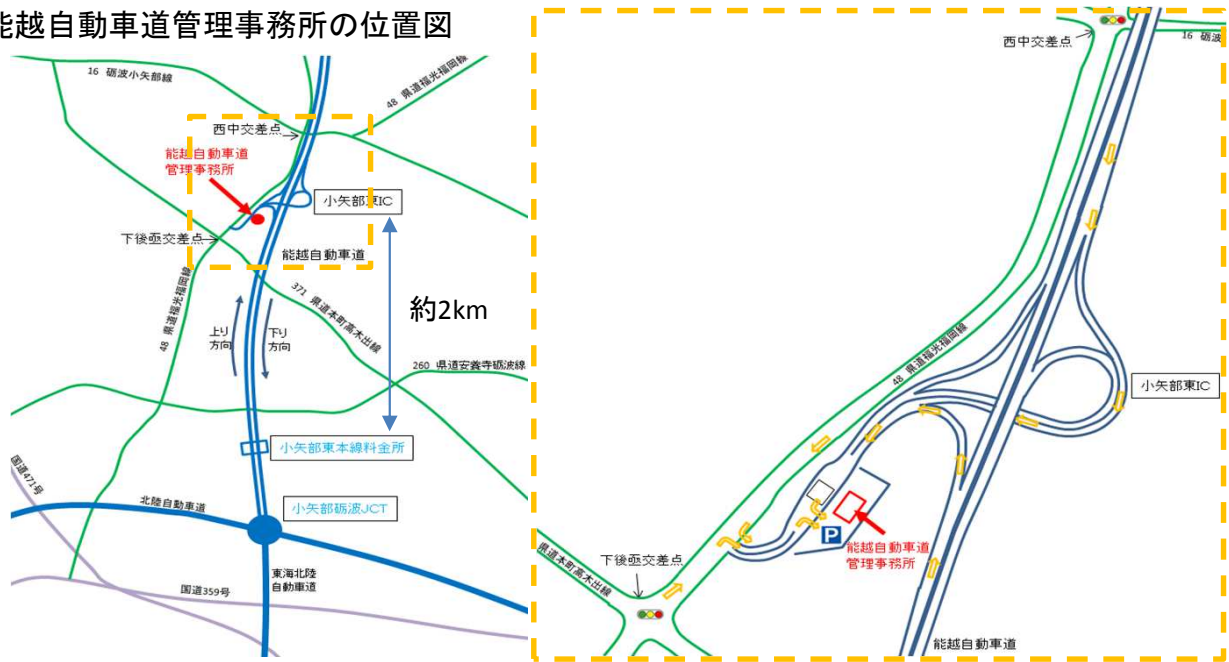 能越自動車道管理事務所の位置図
16 砺波小矢部線
48 県道福光福岡線
西中交差点
能越自動車道
管理事務所
小矢部東IC
下後亟交差点
能越自動車道
48 県道福光福岡線
371 県道本町高木出線
約2km
上り
方向
下り
方向
260 県道安養寺砺波線
小矢部東本線料金所
国道471号
北陸自動車道
小矢部砺波JCT
東海北陸
自動車道
国道359号
西中交差点
16 砺波
48 県道福光福岡線
小矢部東IC
P
能越自動車道
管理事務所
県道本町高木出線
下後亟交差点
能越自動車道